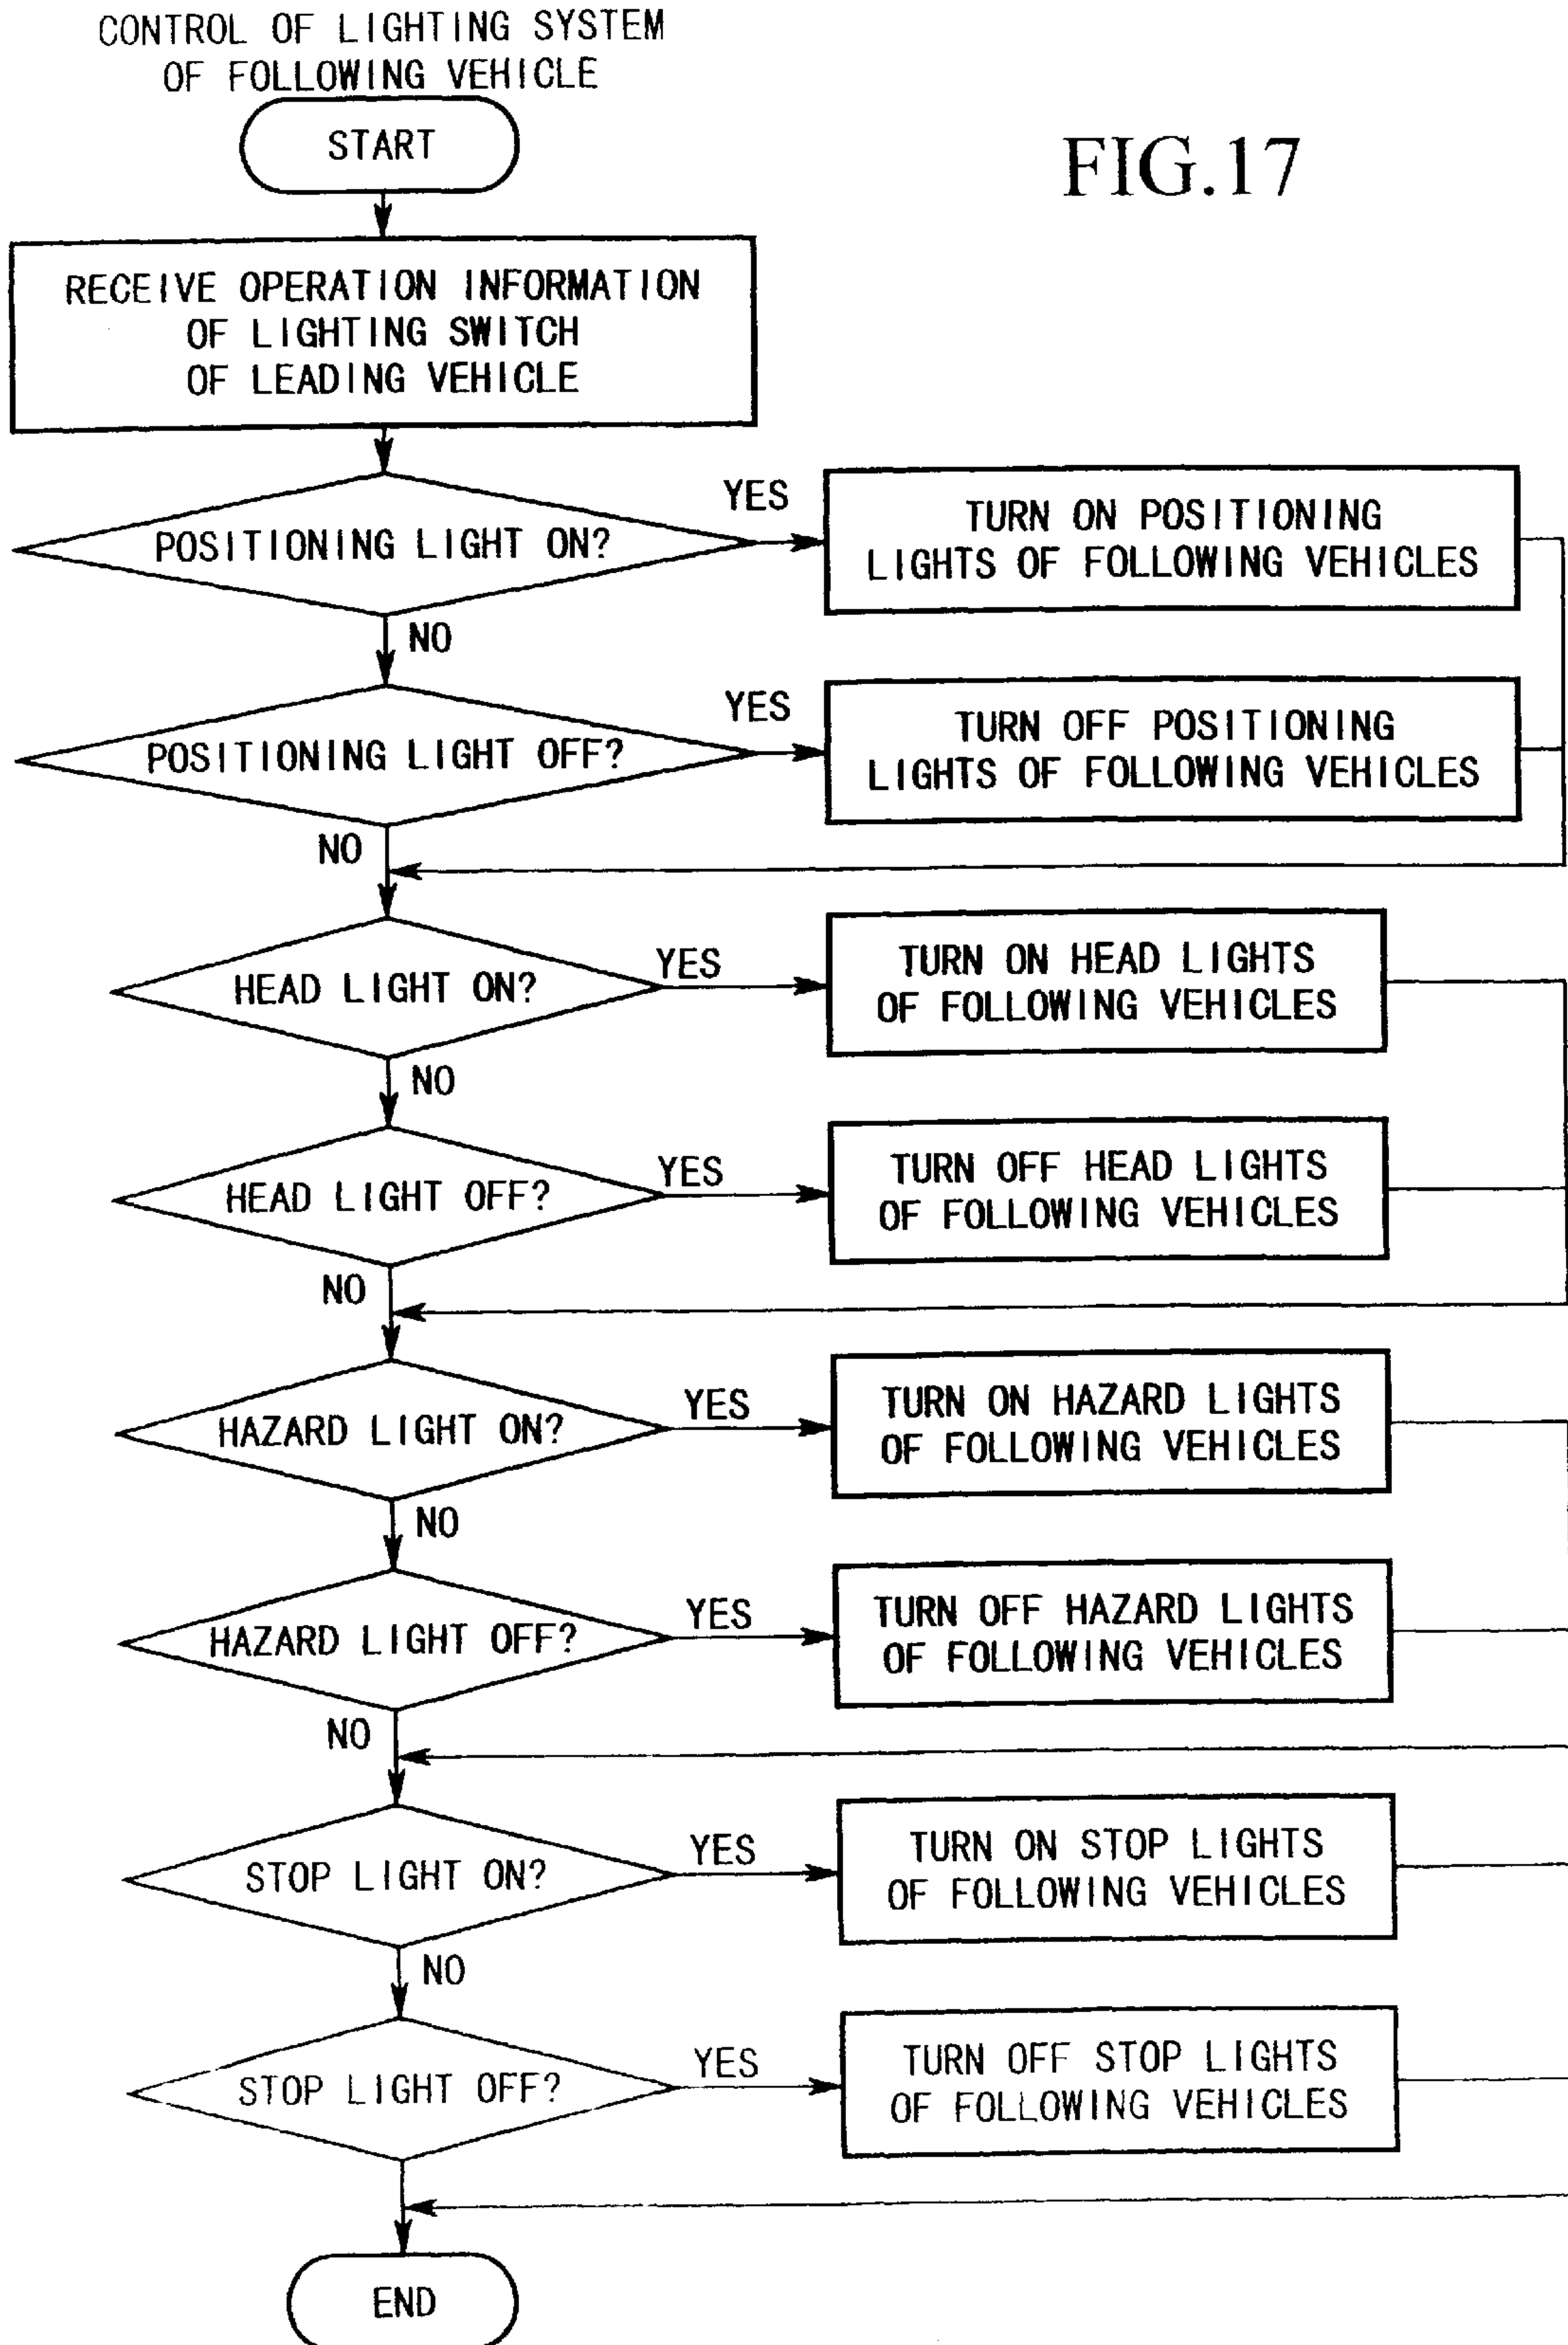 CONTROL OF LIGHTING SYSTEM
OF FOLLOWING VEHICLE
START
FIG.17
RECEIVE OPERATION INFORMATION
OF LIGHTING SWITCH
OF LEADING VEHICLE
POSITIONING LIGHT ON?
YES
TURN ON POSITIONING
LIGHTS OF FOLLOWING VEHICLES
NO
POSITIONING LIGHT OFF?
YES
TURN OFF POSITIONING
LIGHTS OF FOLLOWING VEHICLES
NO
HEAD LIGHT ON?
YES
TURN ON HEAD LIGHTS
OF FOLLOWING VEHICLES
NO
HEAD LIGHT OFF?
YES
TURN OFF HEAD LIGHTS
OF FOLLOWING VEHICLES
NO
HAZARD LIGHT ON?
YES
TURN ON HAZARD LIGHTS
OF FOLLOWING VEHICLES
NO
HAZARD LIGHT OFF?
YES
TURN OFF HAZARD LIGHTS
OF FOLLOWING VEHICLES
NO
STOP LIGHT ON?
YES
TURN ON STOP LIGHTS
OF FOLLOWING VEHICLES
NO
STOP LIGHT OFF?
YES
TURN OFF STOP LIGHTS
OF FOLLOWING VEHICLES
END